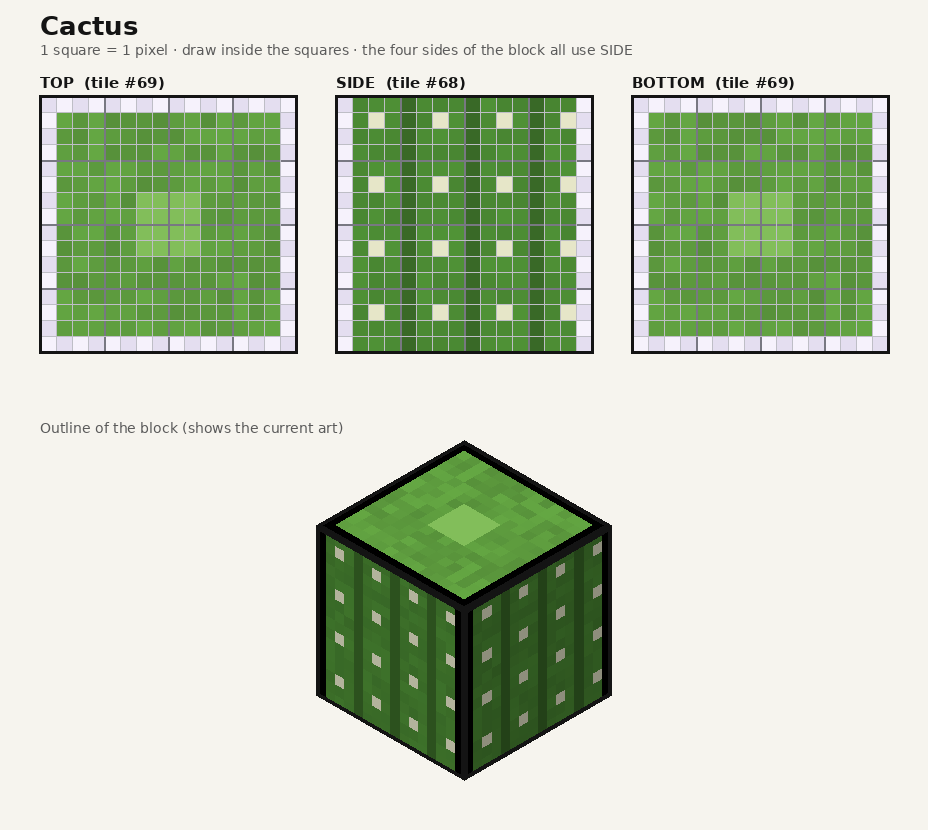 Cactus
1 square = 1 pixel · draw inside the squares · the four sides of the block all use SIDE
TOP (tile #69)
SIDE (tile #68)
BOTTOM (tile #69)
Outline of the block (shows the current art)